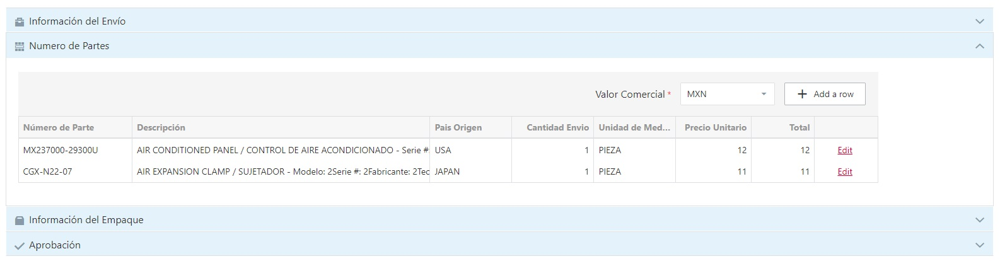 Información del Envío
Numero de Partes
Valor Comercial * MXN + Add a row
Número de Parte Descripción Pais Origen Cantidad Envio Unidad de Med... Precio Unitario Total
MX237000-29300U AIR CONDITIONED PANEL / CONTROL DE AIRE ACONDICIONADO - Serie # USA 1 PIEZA 12 12 Edit
CGX-N22-07 AIR EXPANSION CLAMP / SUJETADOR - Modelo: 2Serie #: 2Fabricante: 2Tec JAPAN 1 PIEZA 11 11 Edit
Información del Empaque
Aprobación